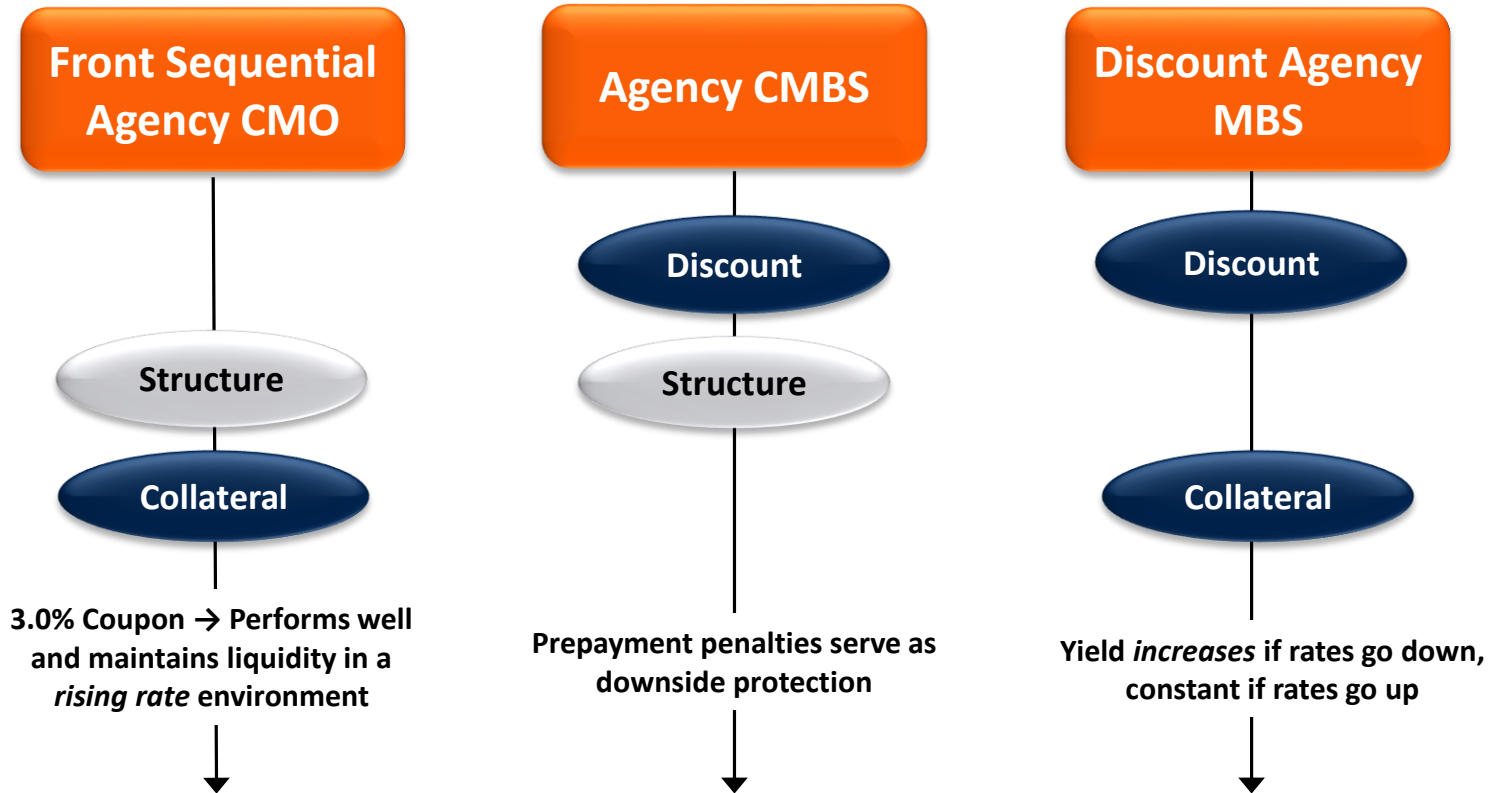 Front Sequential
Agency CMO
Structure
Collateral
3.0% Coupon → Performs well
and maintains liquidity in a
rising rate environment
Agency CMBS
Discount
Structure
Prepayment penalties serve as
downside protection
Discount Agency
MBS
Discount
Collateral
Yield increases if rates go down,
constant if rates go up